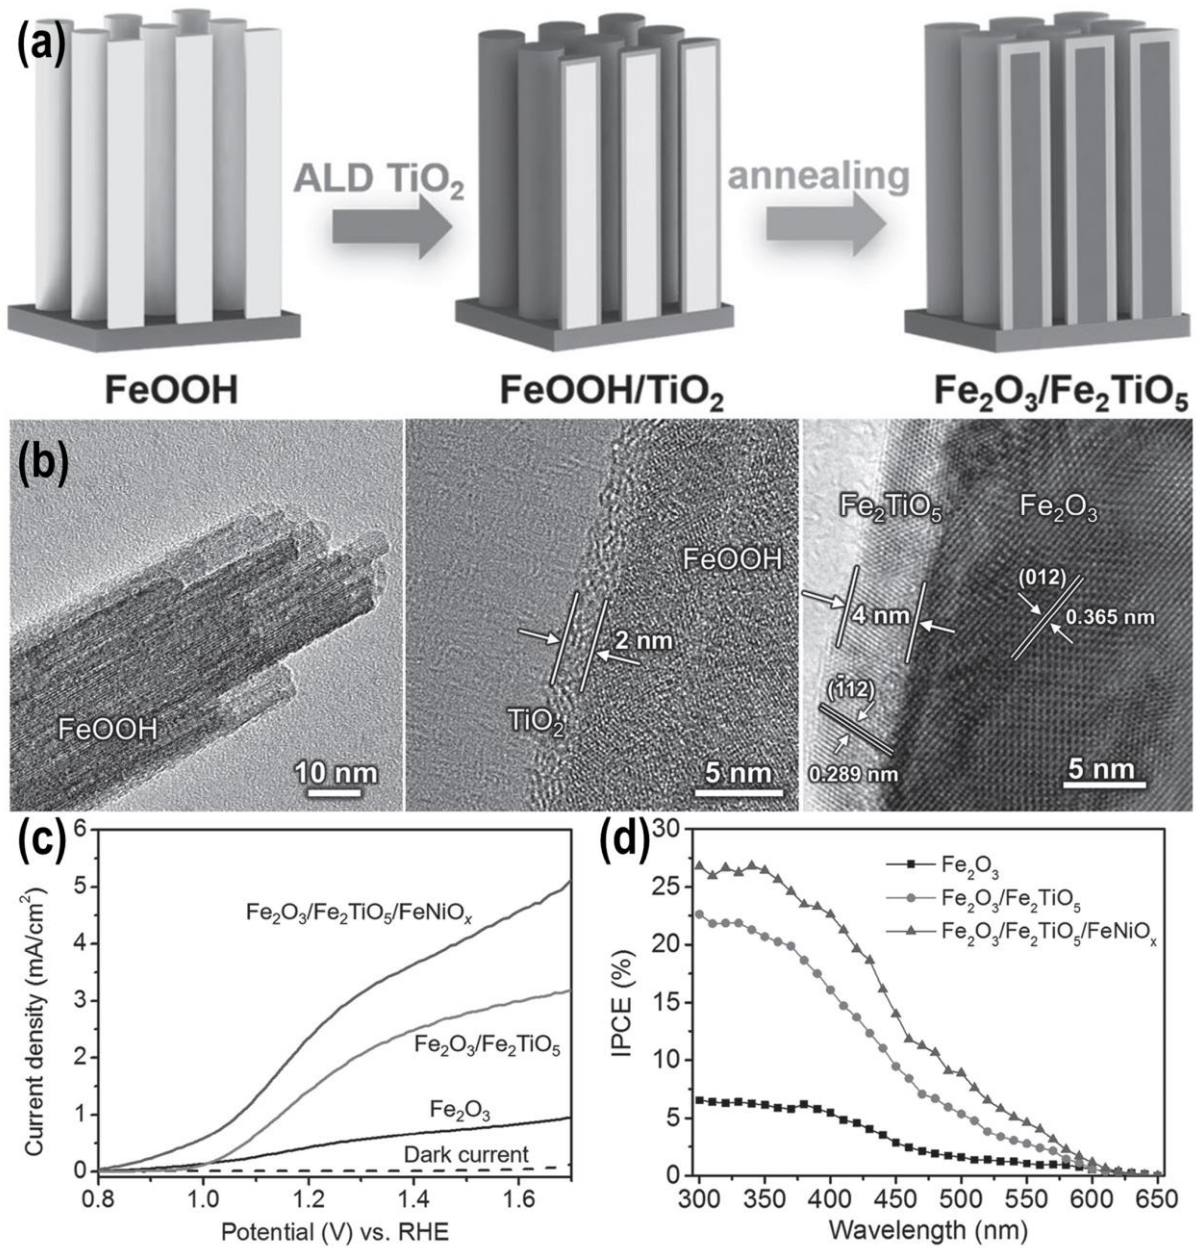 (a)
ALD TiO₂
annealing
FeOOH
FeOOH/TiO₂
Fe₂O₃/Fe₂TiO₅
(b)
FeOOH
10 nm
FeOOH
2 nm
TiO₂
5 nm
Fe₂TiO₅
Fe₂O₃
(012)
0.365 nm
4 nm
(1̄12)
0.289 nm
5 nm
(c)
6
5
4
3
2
1
0
Current density (mA/cm²)
Fe₂O₃/Fe₂TiO₅/FeNiOₓ
Fe₂O₃/Fe₂TiO₅
Fe₂O₃
Dark current
0.8 1.0 1.2 1.4 1.6
Potential (V) vs. RHE
(d)
30
25
20
15
10
5
0
IPCE (%)
Fe₂O₃
Fe₂O₃/Fe₂TiO₅
Fe₂O₃/Fe₂TiO₅/FeNiOₓ
300 350 400 450 500 550 600 650
Wavelength (nm)